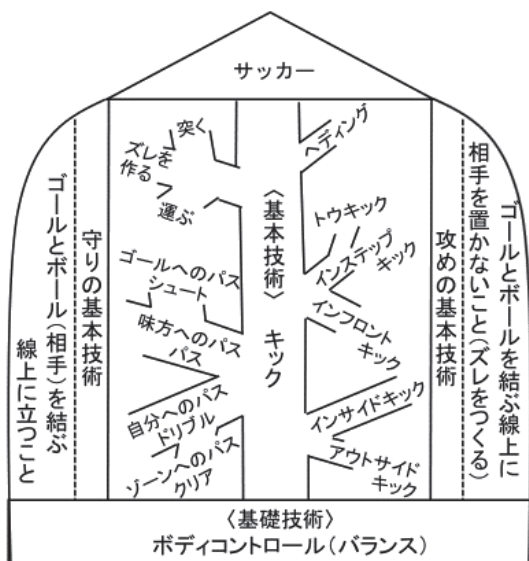 サッカー
突く
ズレを
作る
運ぶ
ゴールへのパス
シュート
味方へのパス
パス
自分へのパス
ドリブル
ゾーンへのパス
クリア
〈基本技術〉 キック
ヘディング
トウキック
インステップ
キック
インフロント
キック
インサイドキック
アウトサイド
キック
守りの基本技術
ゴールとボール(相手)を結ぶ
線上に立つこと
攻めの基本技術
ゴールとボールを結ぶ線上に
相手を置かないこと(ズレをつくる)
〈基礎技術〉
ボディコントロール(バランス)